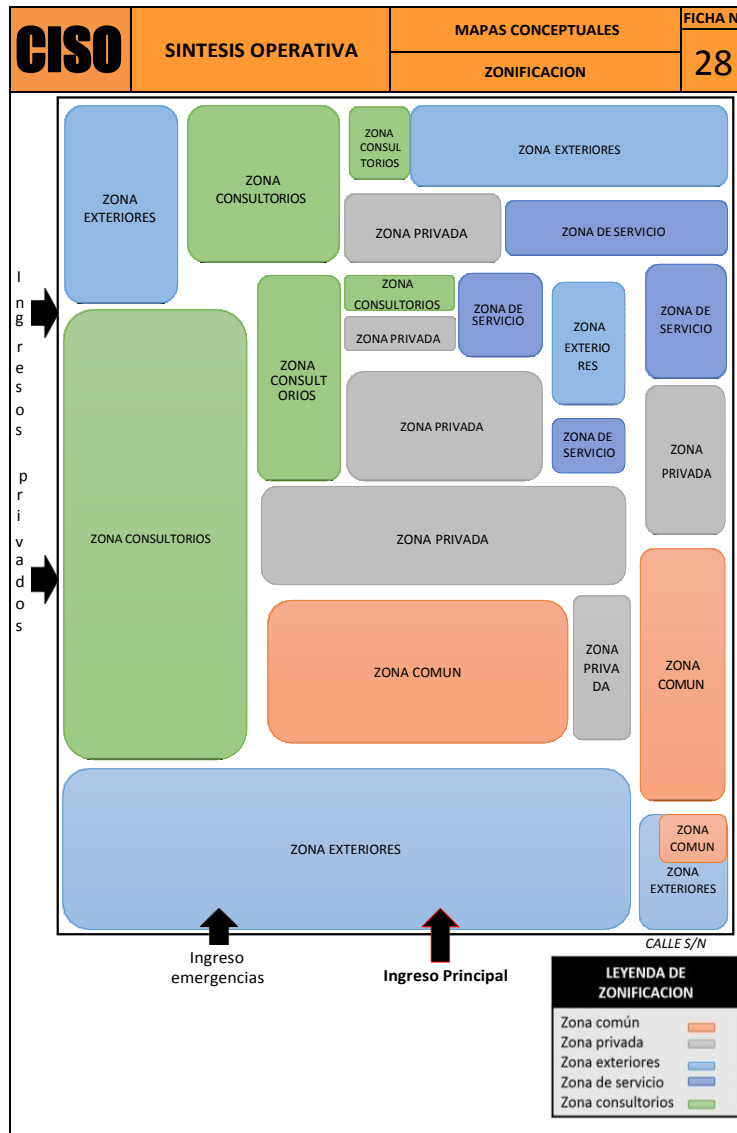 CISO
SINTESIS OPERATIVA
MAPAS CONCEPTUALES
ZONIFICACION
FICHA N
28
ZONA
EXTERIORES
ZONA
CONSULTORIOS
ZONA
CONSUL
TORIOS
ZONA EXTERIORES
ZONA PRIVADA
ZONA DE SERVICIO
Ingresos privados
ZONA
CONSULTORIOS
ZONA PRIVADA
ZONA DE
SERVICIO
ZONA
EXTERIO
RES
ZONA DE
SERVICIO
ZONA
CONSULT
ORIOS
ZONA PRIVADA
ZONA DE
SERVICIO
ZONA
PRIVADA
ZONA CONSULTORIOS
ZONA PRIVADA
ZONA COMUN
ZONA
PRIVA
DA
ZONA
COMUN
ZONA EXTERIORES
ZONA
COMUN
ZONA
EXTERIORES
Ingreso
emergencias
Ingreso Principal
CALLE S/N
LEYENDA DE
ZONIFICACION
Zona común
Zona privada
Zona exteriores
Zona de servicio
Zona consultorios